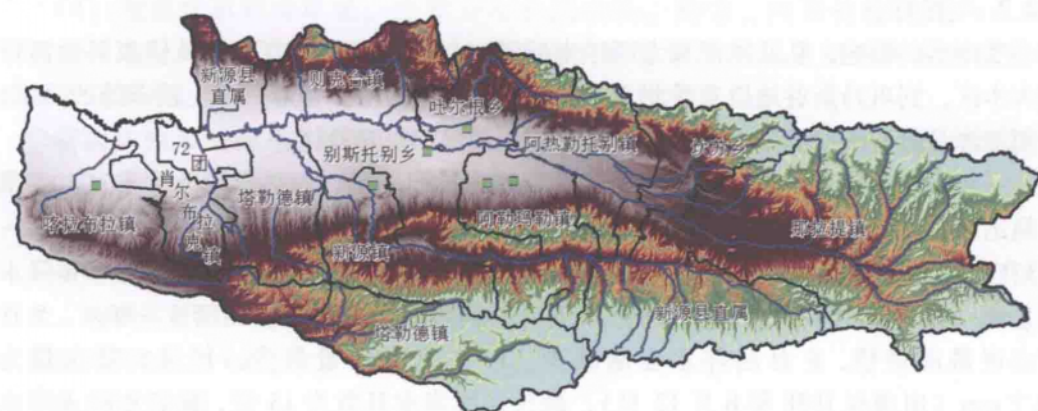 新源县
直属
则克台镇
吐尔根乡
72
团
别斯托别乡
阿热勒托别镇
肖
尔
布
拉
克
镇
塔勒德镇
喀拉布拉镇
新源镇
阿勒玛勒镇
那拉提镇
新源县直属
塔勒德镇